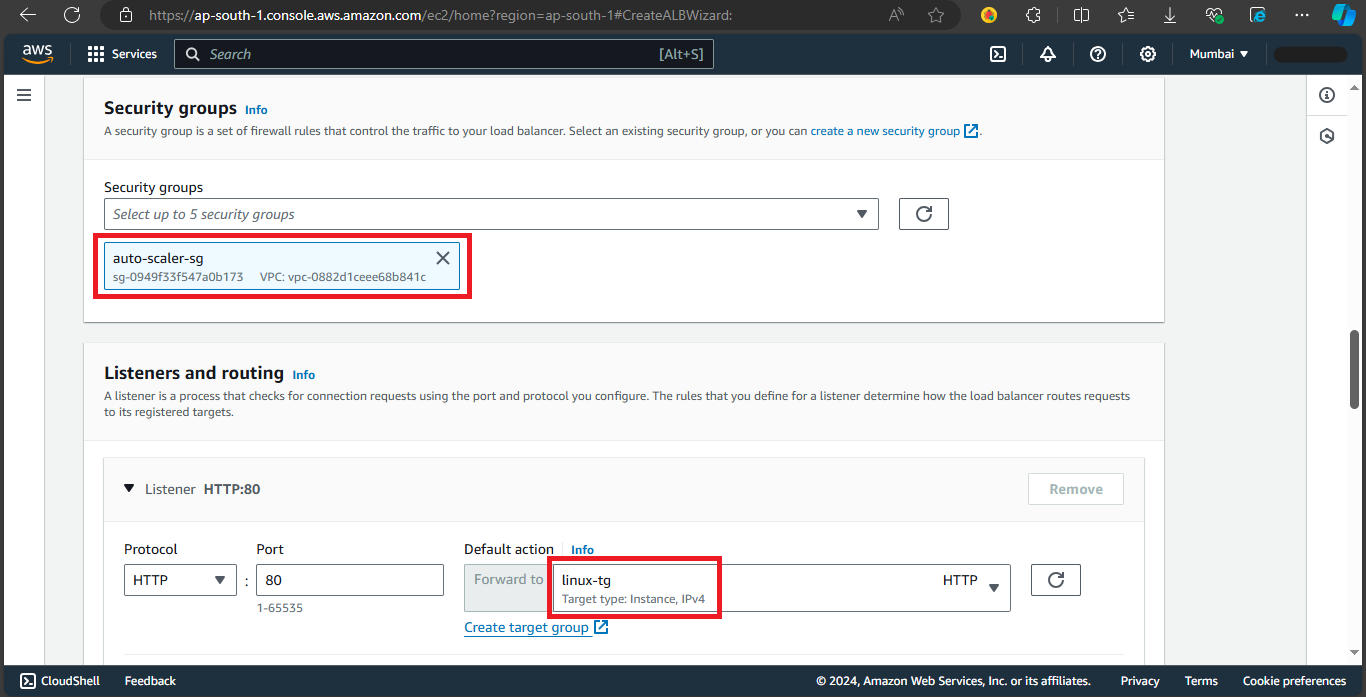 https://ap-south-1.console.aws.amazon.com/ec2/home?region=ap-south-1#CreateALBWizard:
aws
Services
Search
[Alt+S]
Mumbai
Security groups Info
A security group is a set of firewall rules that control the traffic to your load balancer. Select an existing security group, or you can create a new security group.
Security groups
Select up to 5 security groups
auto-scaler-sg
sg-0949f33f547a0b173 VPC: vpc-0882d1ceee68b841c
Listeners and routing Info
A listener is a process that checks for connection requests using the port and protocol you configure. The rules that you define for a listener determine how the load balancer routes requests
to its registered targets.
Listener HTTP:80
Remove
Protocol
Port
Default action Info
HTTP
:
80
Forward to
linux-tg
HTTP
Target type: Instance, IPv4
1-65535
Create target group
CloudShell
Feedback
© 2024, Amazon Web Services, Inc. or its affiliates.
Privacy
Terms
Cookie preferences